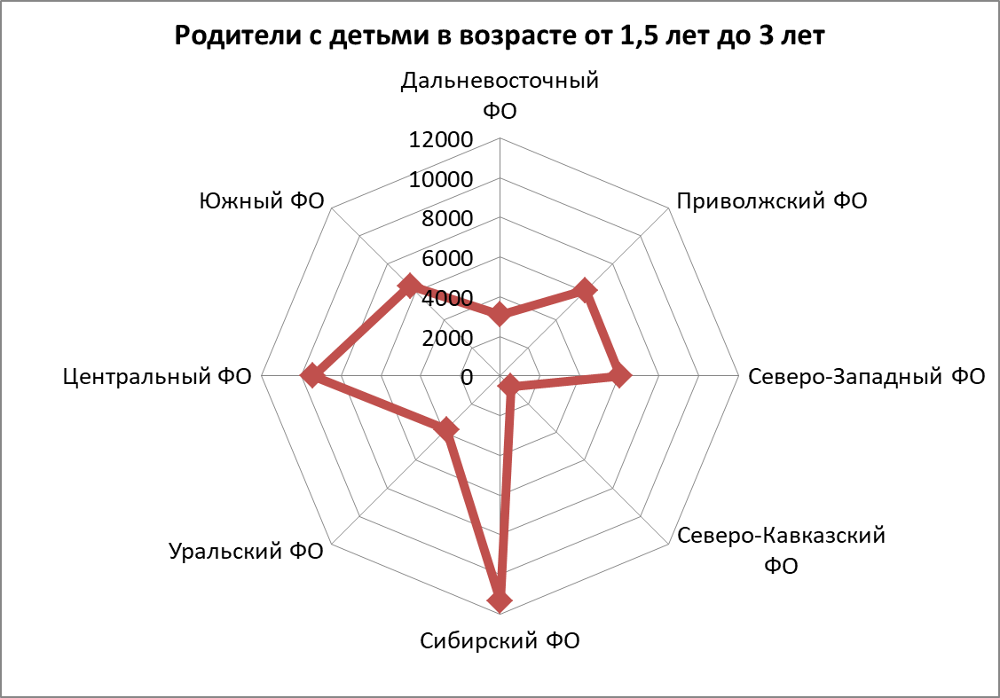 Родители с детьми в возрасте от 1,5 лет до 3 лет
Дальневосточный
ФО
12000
10000
8000
6000
4000
2000
0
Приволжский ФО
Северо-Западный ФО
Северо-Кавказский
ФО
Сибирский ФО
Уральский ФО
Центральный ФО
Южный ФО